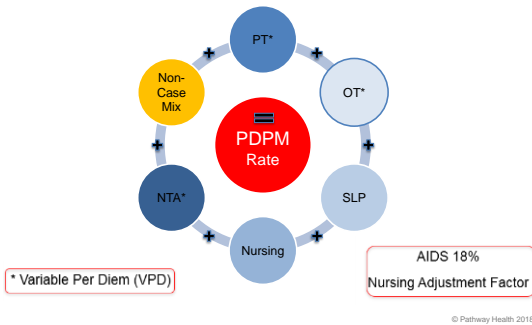 PT*
Non-
Case
Mix
OT*
=
PDPM
Rate
NTA*
SLP
Nursing
+
+
+
+
+
+
* Variable Per Diem (VPD)
AIDS 18%
Nursing Adjustment Factor
© Pathway Health 2018